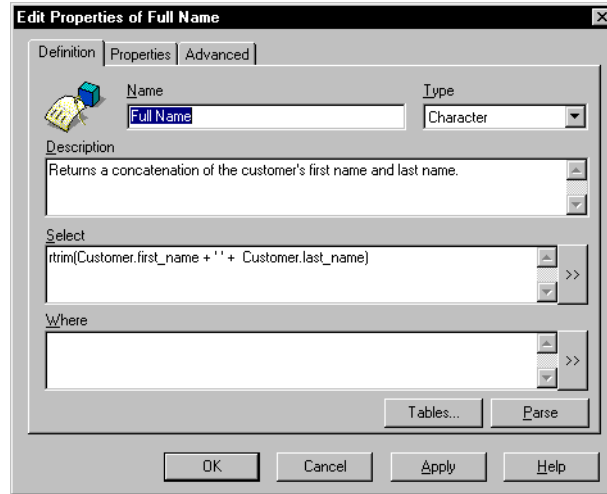 Edit Properties of Full Name
Definition Properties Advanced
Name Type
Full Name Character
Description
Returns a concatenation of the customer's first name and last name.
Select
rtrim(Customer.first_name + ' ' + Customer.last_name)
>>
Where
>>
Tables... Parse
OK Cancel Apply Help